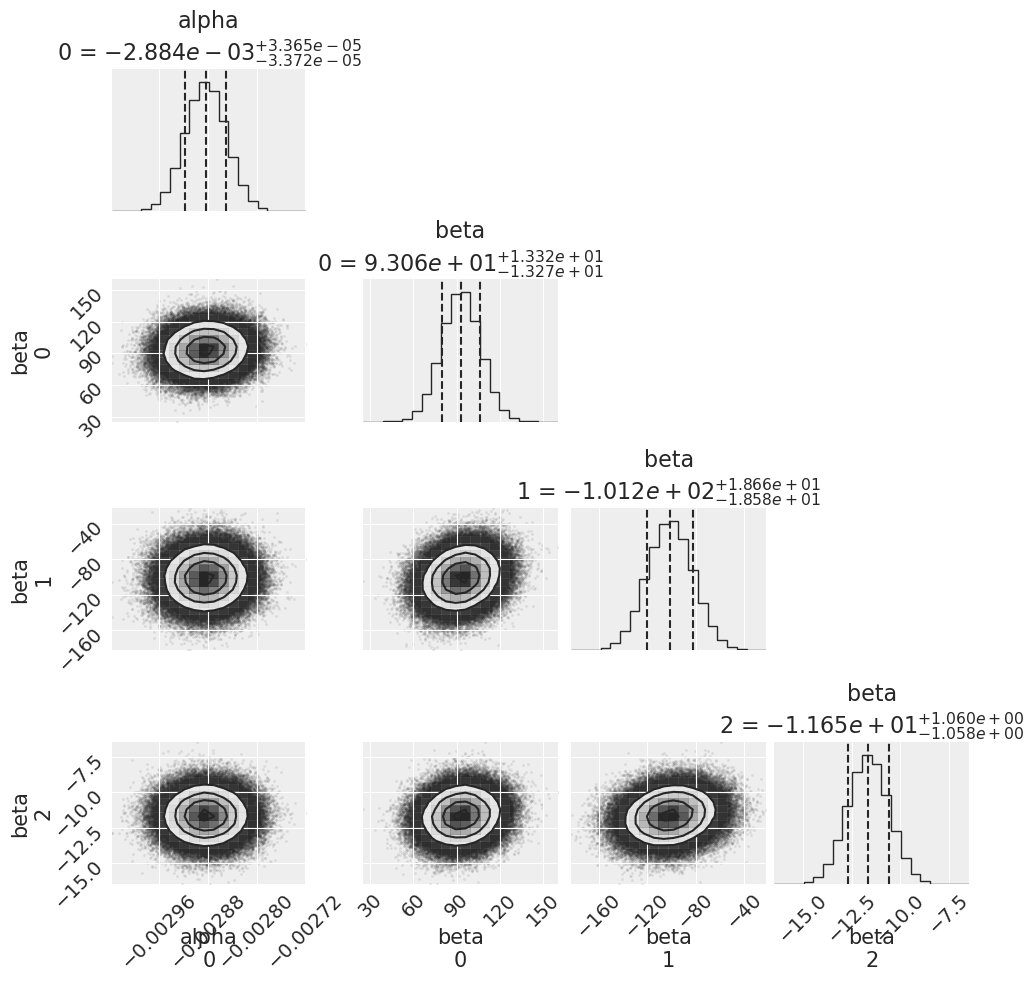 alpha
0 = −2.884e − 03 +3.365e−05 −3.372e−05
beta
0 = 9.306e + 01 +1.332e+01 −1.327e+01
beta
0
150
120
90
60
30
beta
1 = −1.012e + 02 +1.866e+01 −1.858e+01
beta
1
−40
−80
−120
−160
beta
2 = −1.165e + 01 +1.060e+00 −1.058e+00
beta
2
−7.5
−10.0
−12.5
−15.0
−0.00296 −0.00288 −0.00280 −0.00272
30 60 90 120 150
−160 −120 −80 −40
−15.0 −12.5 −10.0 −7.5
alpha
0
beta
0
beta
1
beta
2